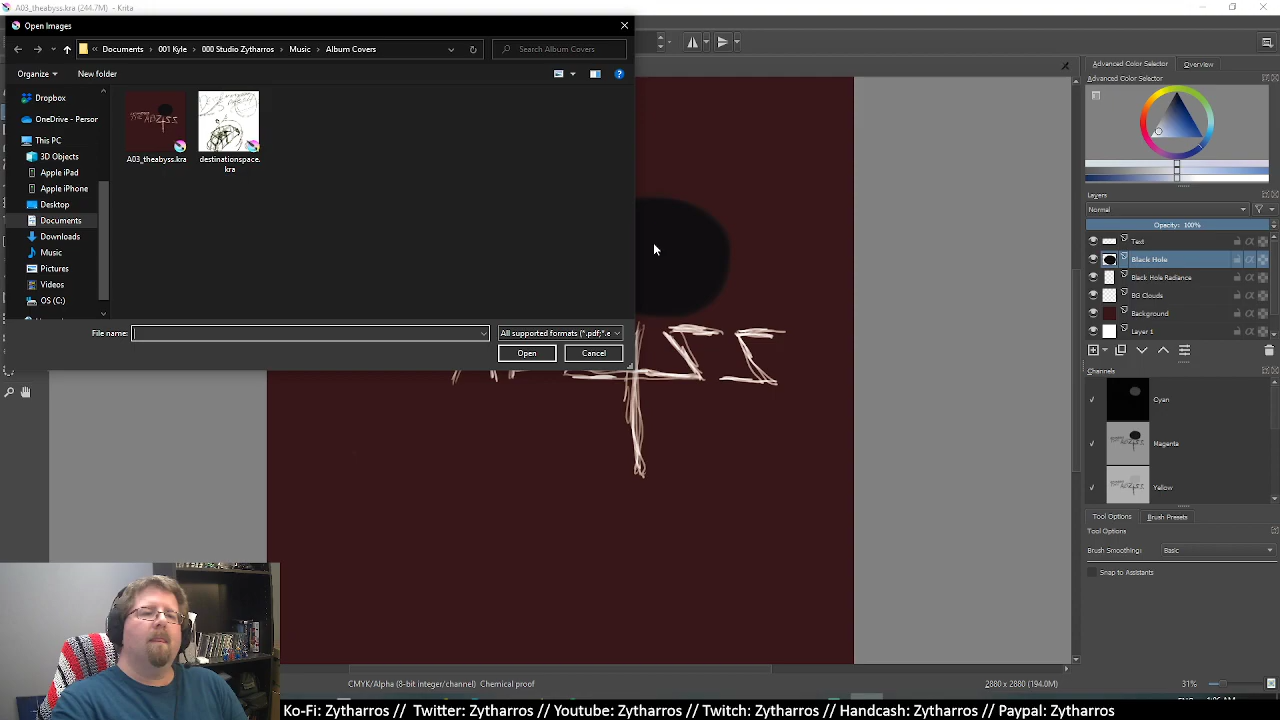 A03_theabyss.kra (244.7M) - Krita
Open Images
Documents > 001 Kyle > 000 Studio Zytharros > Music > Album Covers
Search Album Covers
Organize New folder
Dropbox
OneDrive - Person
This PC
3D Objects
Apple iPad
Apple iPhone
Desktop
Documents
Downloads
Music
Pictures
Videos
OS (C:)
A03_theabyss.kra
destinationspace.kra
File name:
All supported formats (*.pdf;*.e
Open Cancel
Advanced Color Selector Overview
Advanced Color Selector
Layers
Normal
Opacity: 100%
Text
Black Hole
Black Hole Radiance
BG Clouds
Background
Layer 1
Channels
Cyan
Magenta
Yellow
Tool Options Brush Presets
Tool Options
Brush Smoothing: Basic
Snap to Assistants
CMYK/Alpha (8-bit integer/channel) Chemical proof
2880 x 2880 (194.0M)
31%
Ko-Fi: Zytharros // Twitter: Zytharros // Youtube: Zytharros // Twitch: Zytharros // Handcash: Zytharros // Paypal: Zytharros